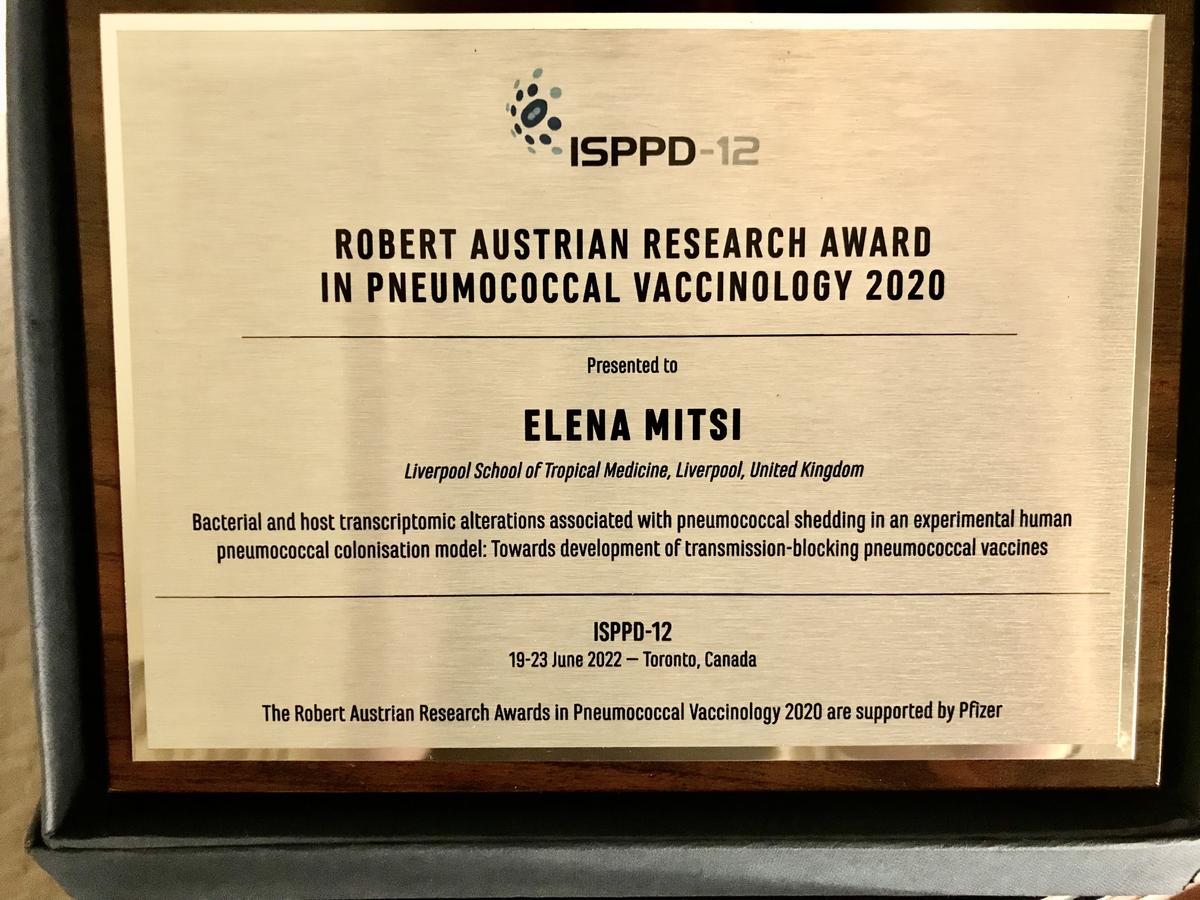 ISPPD-12
ROBERT AUSTRIAN RESEARCH AWARD
IN PNEUMOCOCCAL VACCINOLOGY 2020
Presented to
ELENA MITSI
Liverpool School of Tropical Medicine, Liverpool, United Kingdom
Bacterial and host transcriptomic alterations associated with pneumococcal shedding in an experimental human
pneumococcal colonisation model: Towards development of transmission-blocking pneumococcal vaccines
ISPPD-12
19-23 June 2022 – Toronto, Canada
The Robert Austrian Research Awards in Pneumococcal Vaccinology 2020 are supported by Pfizer